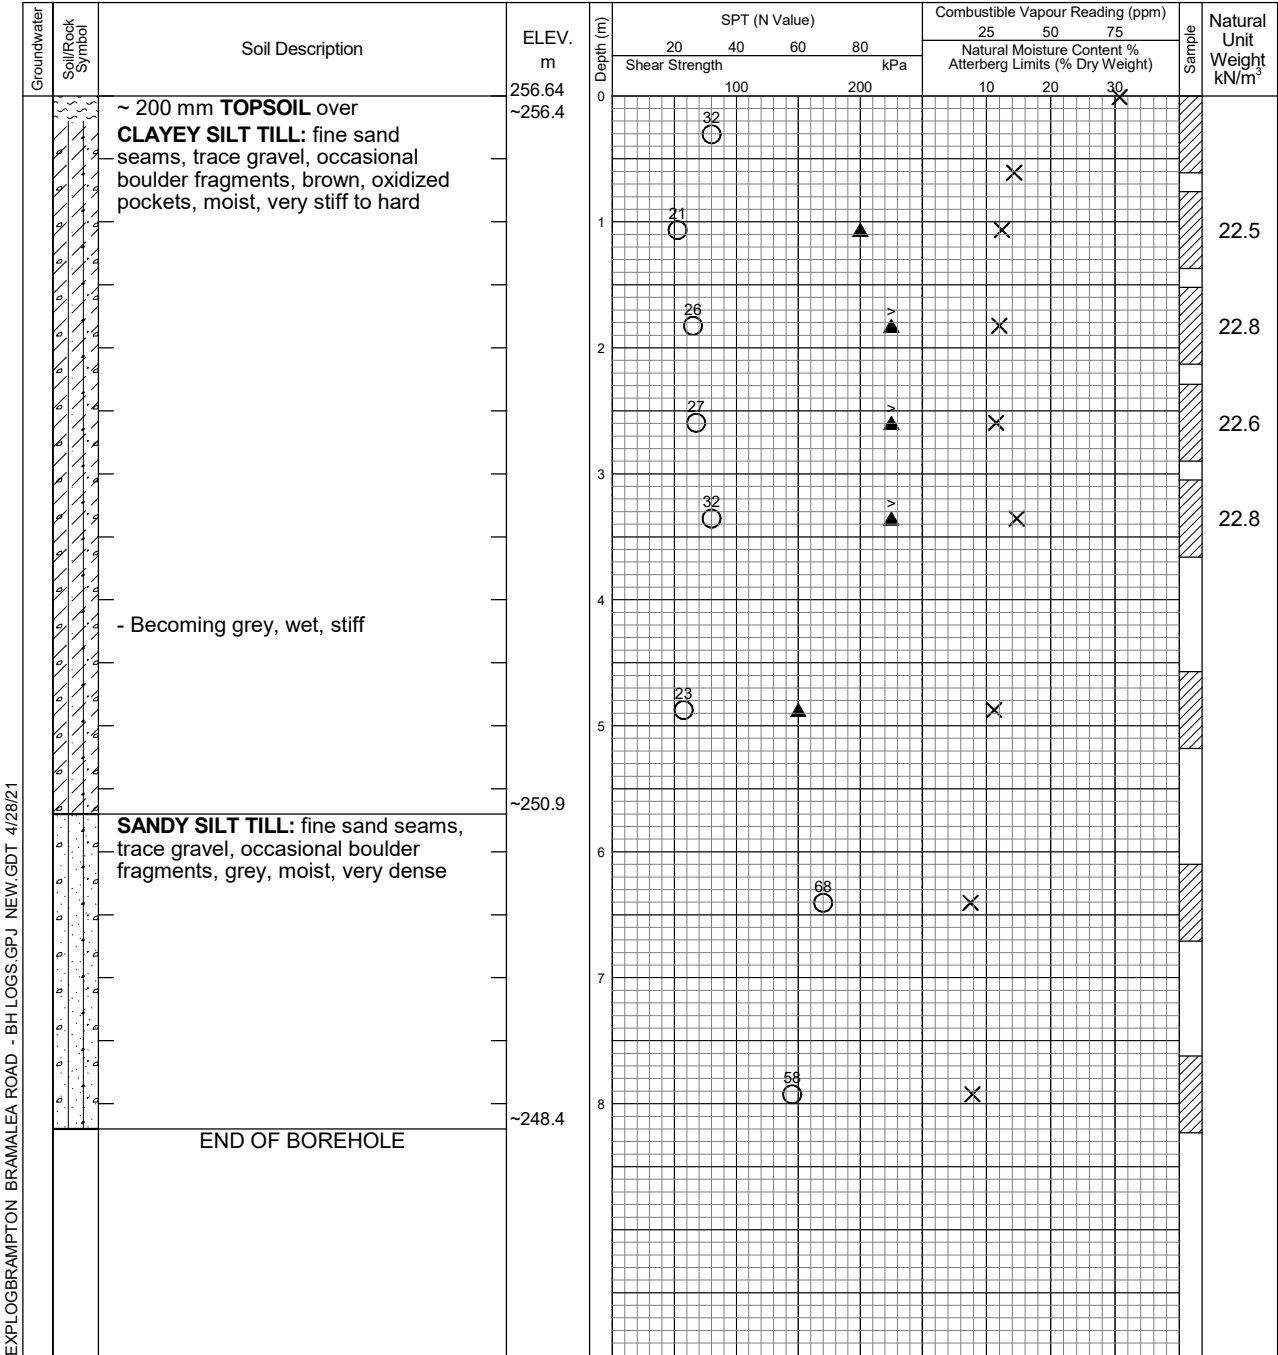 Groundwater
Soil/Rock
Symbol
Soil Description
ELEV.
m
256.64
Depth (m)
SPT (N Value)
20 40 60 80
Shear Strength kPa
100 200
Combustible Vapour Reading (ppm)
25 50 75
Natural Moisture Content %
Atterberg Limits (% Dry Weight)
10 20 30
Sample
Natural
Unit
Weight
kN/m³
0
~ 200 mm TOPSOIL over
~256.4
CLAYEY SILT TILL: fine sand
seams, trace gravel, occasional
boulder fragments, brown, oxidized
pockets, moist, very stiff to hard
32
21
1
22.5
26
>
22.8
2
27
>
22.6
3
32
>
22.8
4
- Becoming grey, wet, stiff
23
5
~250.9
SANDY SILT TILL: fine sand seams,
trace gravel, occasional boulder
fragments, grey, moist, very dense
6
68
7
58
8
~248.4
END OF BOREHOLE
EXPLOGBRAMPTON BRAMALEA ROAD - BH LOGS.GPJ NEW.GDT 4/28/21